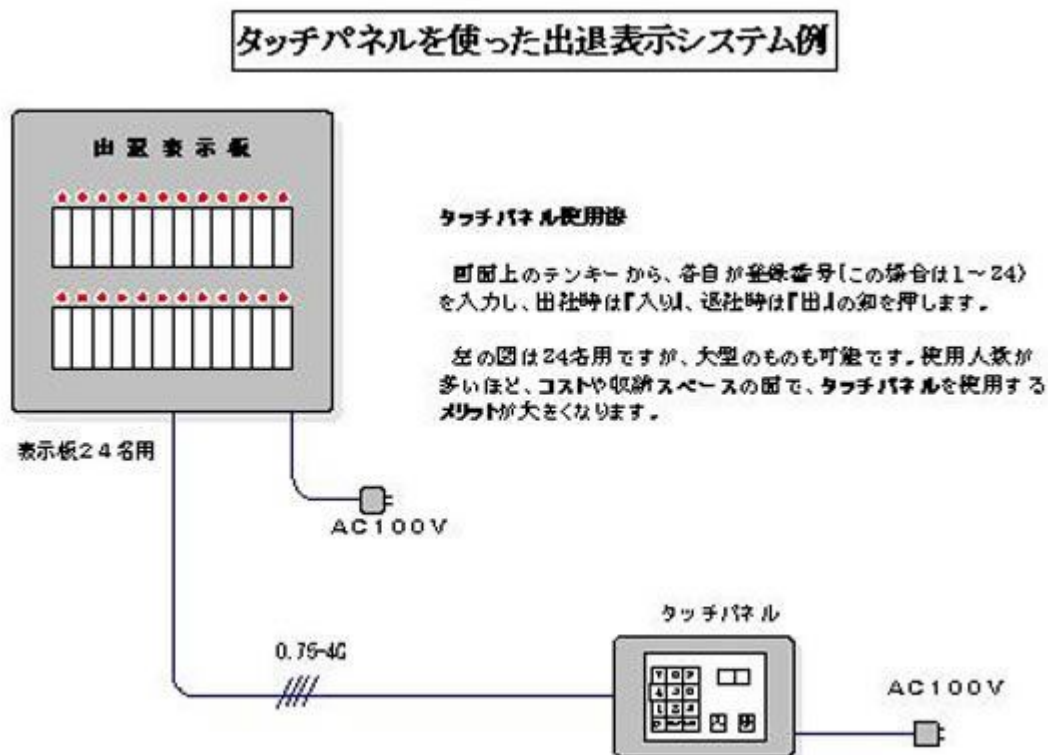 タッチパネルを使った出退表示システム例
出退表示板
タッチパネル使用後
画面上のテンキーから、各自が登録番号(この場合は1〜24)
を入力し、出社時は『入り』、退社時は『出』の釦を押します。
左の図は24名用ですが、大型のものも可能です。使用人数が
多いほど、コストや収納スペースの面で、タッチパネルを使用する
メリットが大きくなります。
表示板24名用
AC100V
タッチパネル
0.75-4C
AC100V